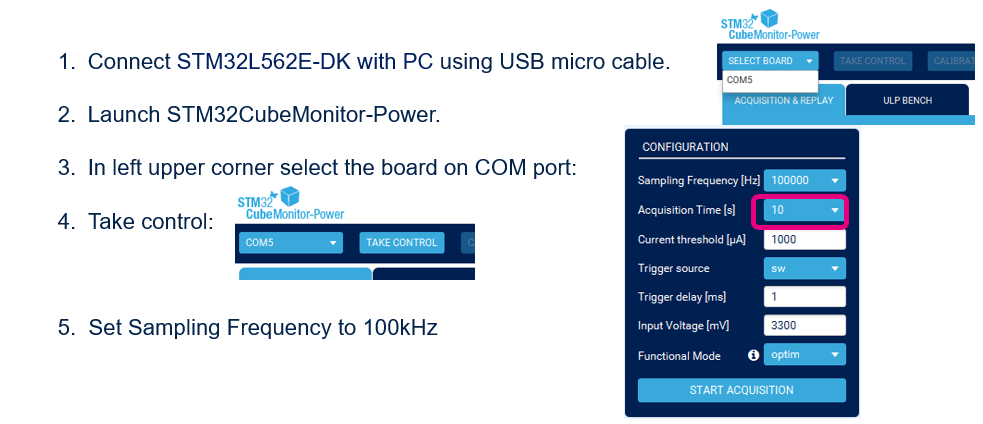 1. Connect STM32L562E-DK with PC using USB micro cable.
2. Launch STM32CubeMonitor-Power.
3. In left upper corner select the board on COM port:
4. Take control:
STM32
CubeMonitor-Power
COM5
TAKE CONTROL
5. Set Sampling Frequency to 100kHz
STM32
CubeMonitor-Power
SELECT BOARD
TAKE CONTROL
CALIBRAT
COM5
ACQUISITION & REPLAY
ULP BENCH
CONFIGURATION
Sampling Frequency [Hz] 100000
Acquisition Time [s] 10
Current threshold [µA] 1000
Trigger source sw
Trigger delay [ms] 1
Input Voltage [mV] 3300
Functional Mode optim
START ACQUISITION